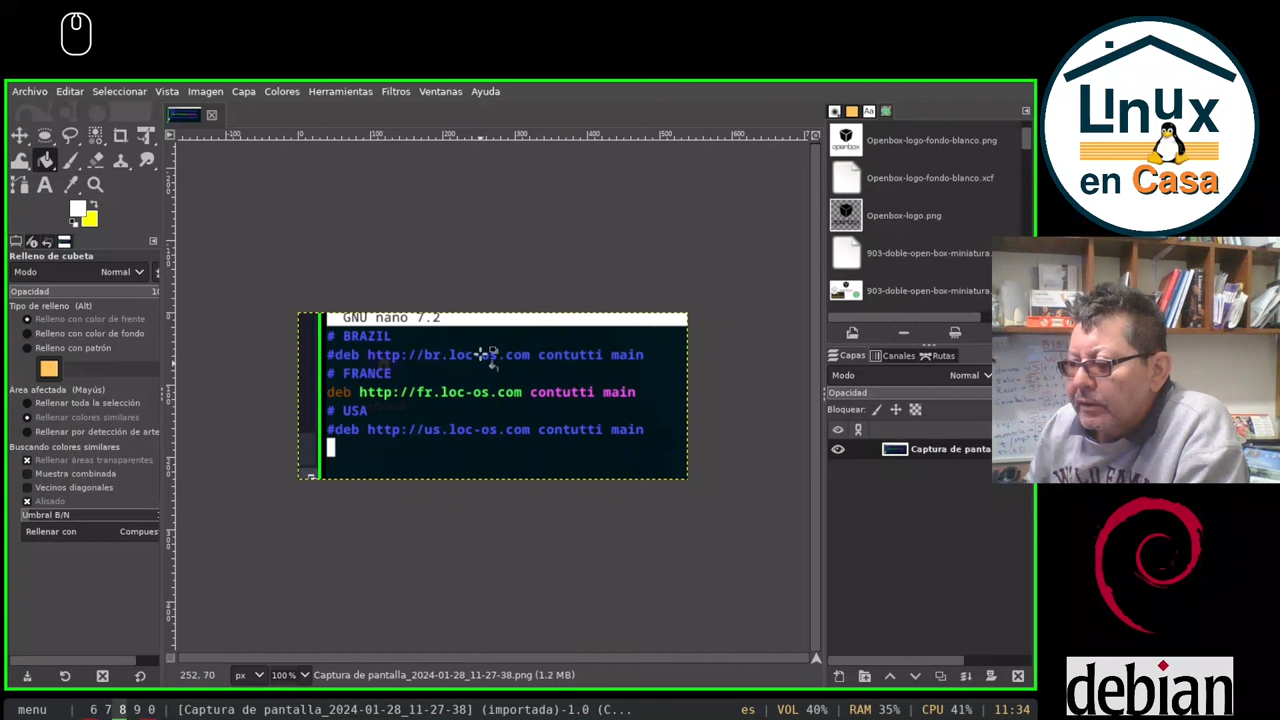 Archivo Editar Seleccionar Vista Imagen Capa Colores Herramientas Filtros Ventanas Ayuda
LInux
en Casa
-100 0 100 200 300 400 500 600
Openbox-logo-fondo-blanco.png
Openbox-logo-fondo-blanco.xcf
Openbox-logo.png
903-doble-open-box-miniatura.
903-doble-open-box-miniatura.
Relleno de cubeta
Modo Normal
Opacidad 10
Tipo de relleno (Alt)
Relleno con color de frente
Relleno con color de fondo
Relleno con patrón
Área afectada (Mayús)
Rellenar toda la selección
Rellenar colores similares
Rellenar por detección de arte
Buscando colores similares
Rellenar áreas transparentes
Muestra combinada
Vecinos diagonales
Alisado
Umbral B/N
Rellenar con Compues
GNU nano 7.2
# BRAZIL
#deb http://br.loc-os.com contutti main
# FRANCE
deb http://fr.loc-os.com contutti main
# USA
#deb http://us.loc-os.com contutti main
Capas Canales Rutas
Modo Normal
Opacidad
Bloquear:
Captura de panta
252, 70 px 100% Captura de pantalla_2024-01-28_11-27-38.png (1.2 MB)
debian
menu | 6 7 8 9 0 | [Captura de pantalla_2024-01-28_11-27-38] (importada)-1.0 (C... es | VOL 40% | RAM 35% | CPU 41% | 11:34